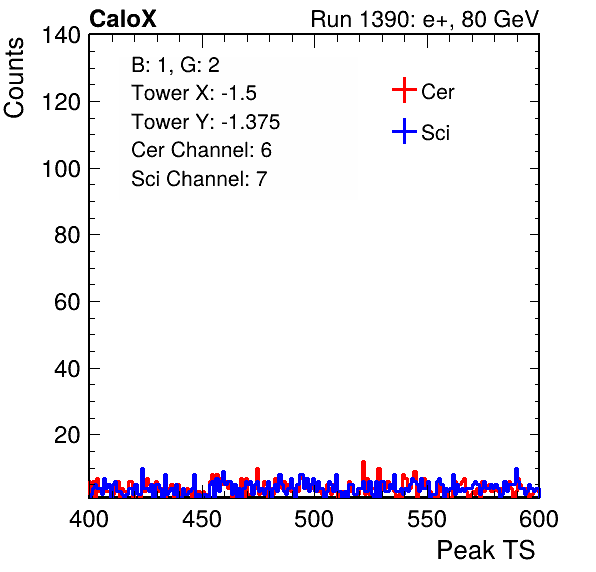 CaloX Run 1390: e+, 80 GeV
Counts
140
120
100
80
60
40
20
B: 1, G: 2
Tower X: -1.5
Tower Y: -1.375
Cer Channel: 6
Sci Channel: 7
Cer
Sci
400 450 500 550 600
Peak TS